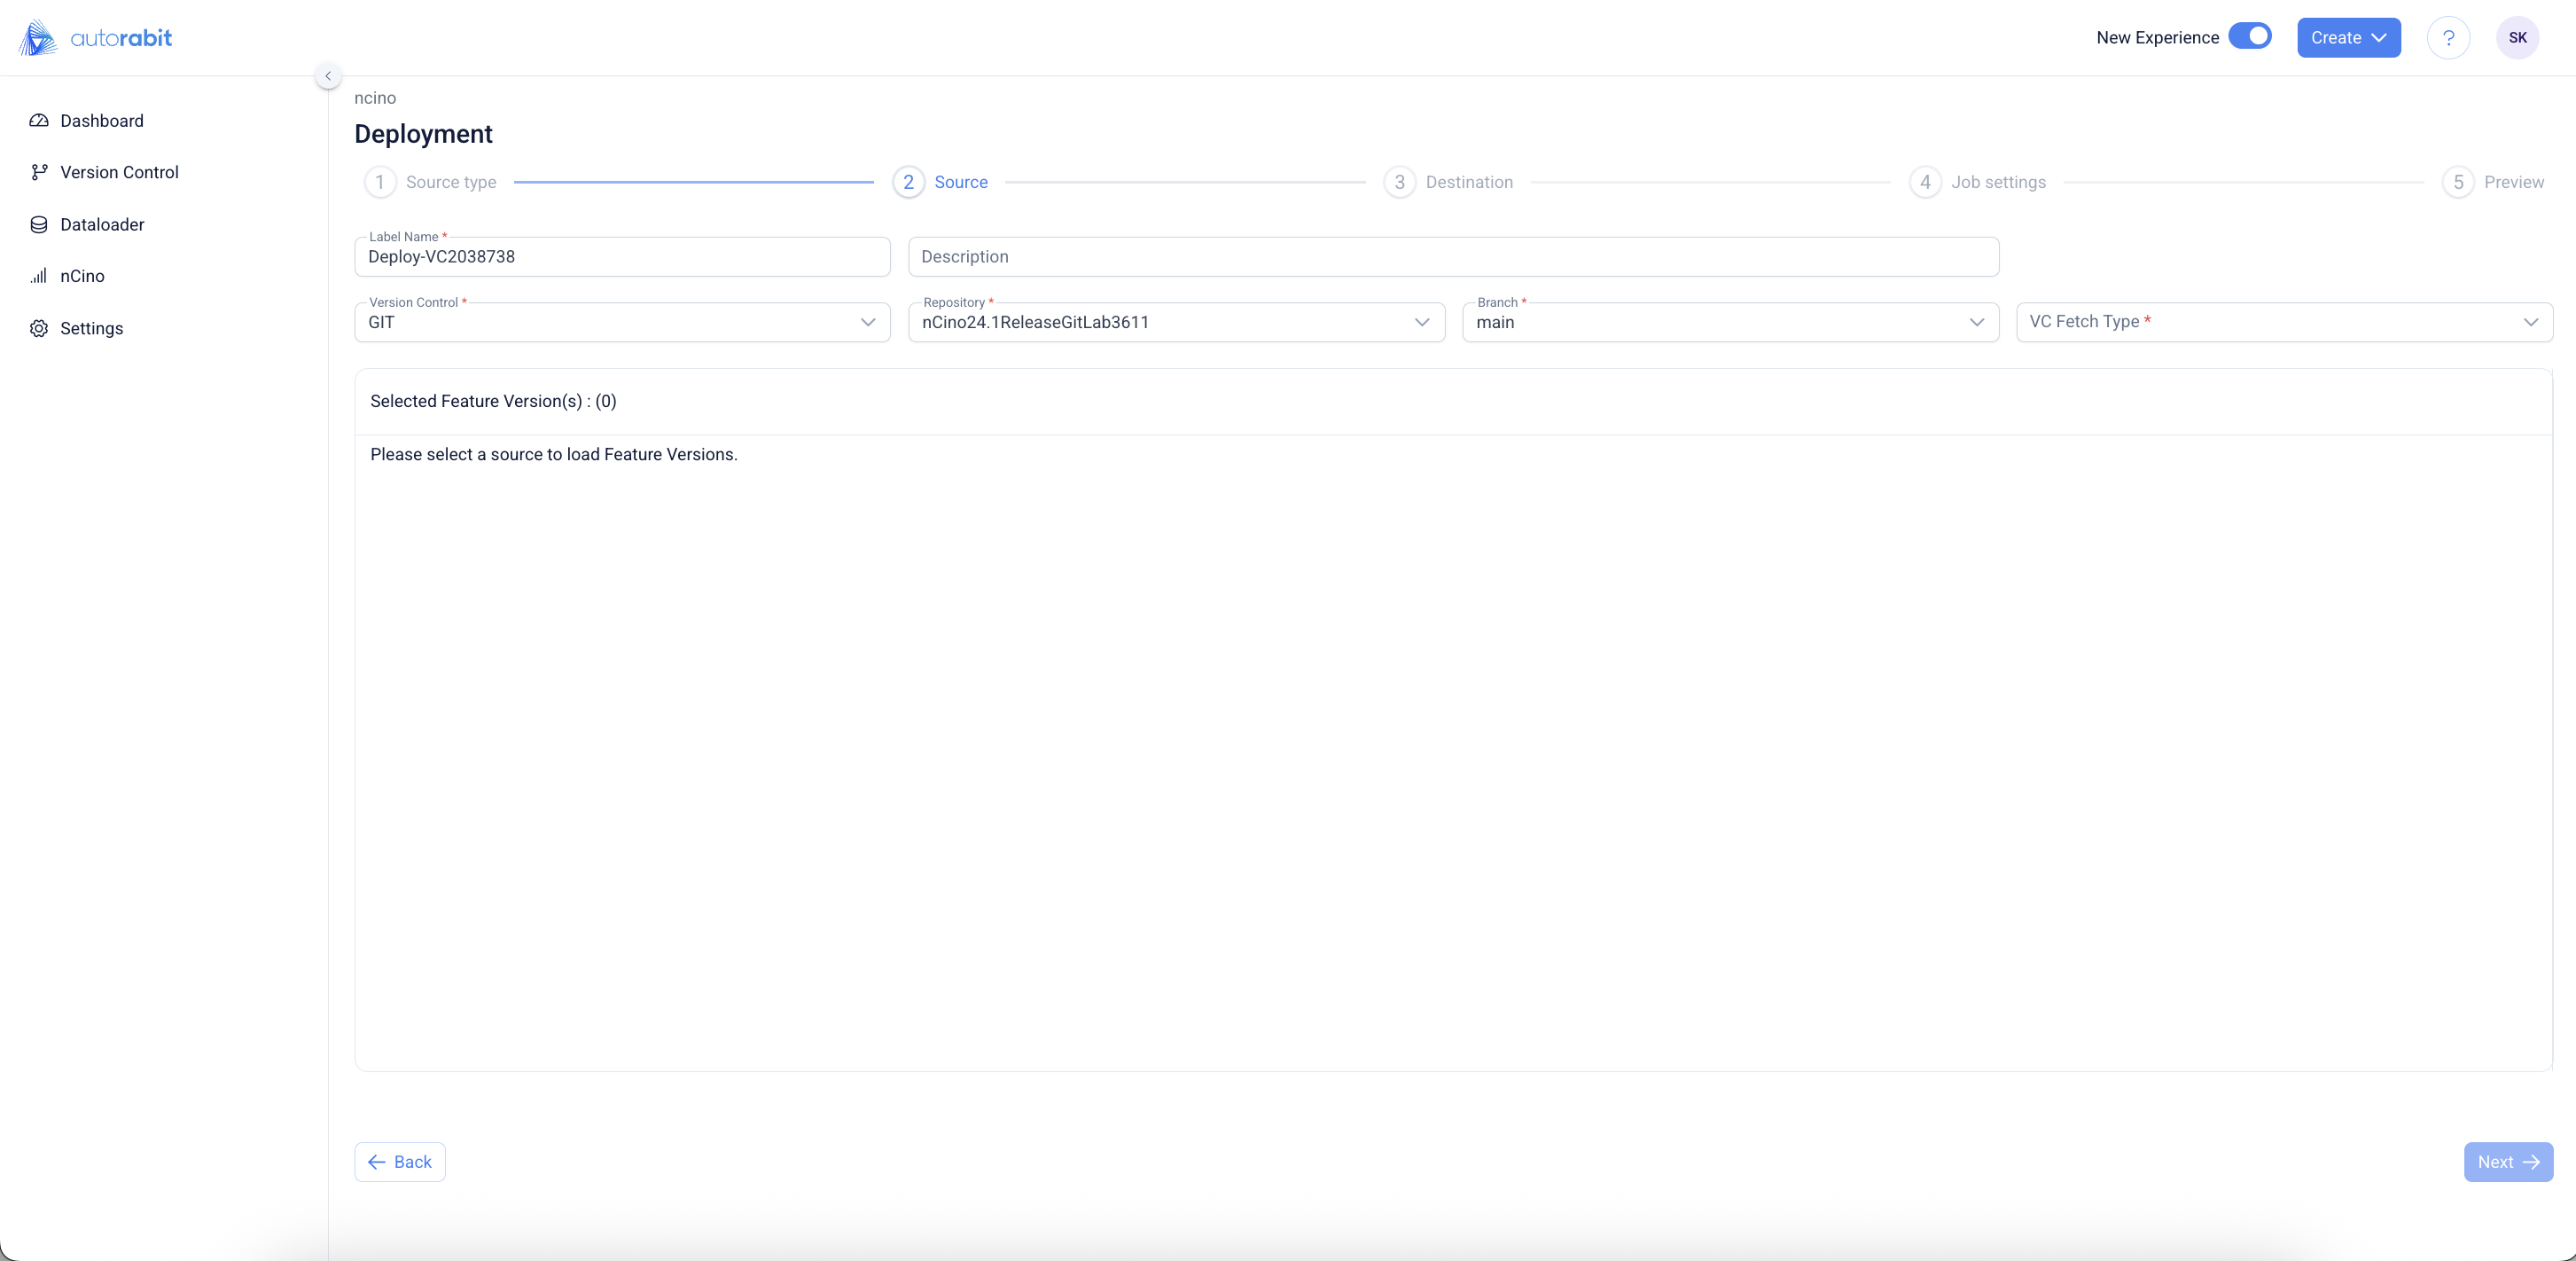 autorabit
New Experience
Create
?
SK
Dashboard
Version Control
Dataloader
nCino
Settings
ncino
Deployment
1 Source type
2 Source
3 Destination
4 Job settings
5 Preview
Label Name *
Deploy-VC2038738
Description
Version Control *
GIT
Repository *
nCino24.1ReleaseGitLab3611
Branch *
main
VC Fetch Type *
Selected Feature Version(s) : (0)
Please select a source to load Feature Versions.
Back
Next